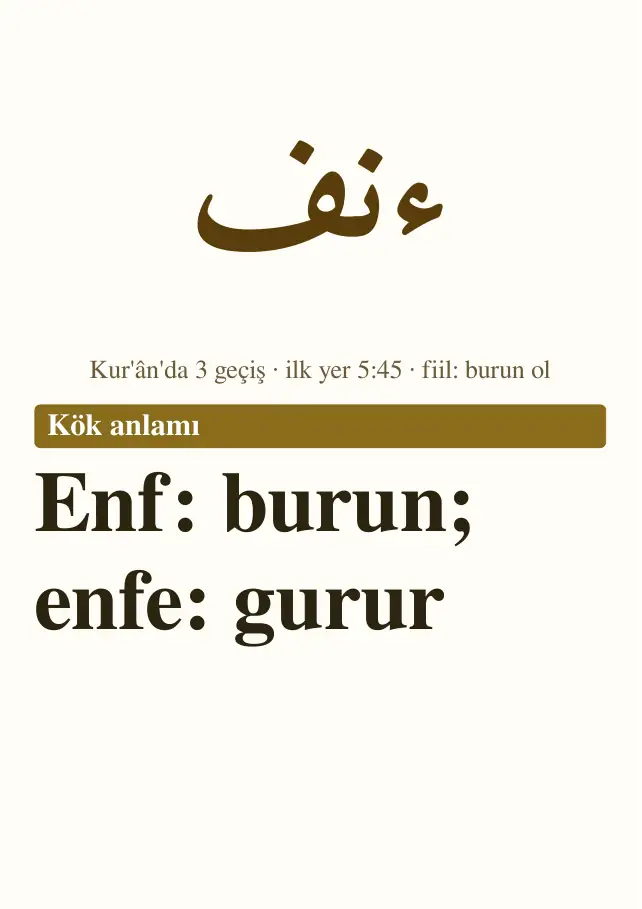 ءنف
Kur'ân'da 3 geçiş · ilk yer 5:45 · fiil: burun ol
Kök anlamı
Enf: burun;
enfe: gurur